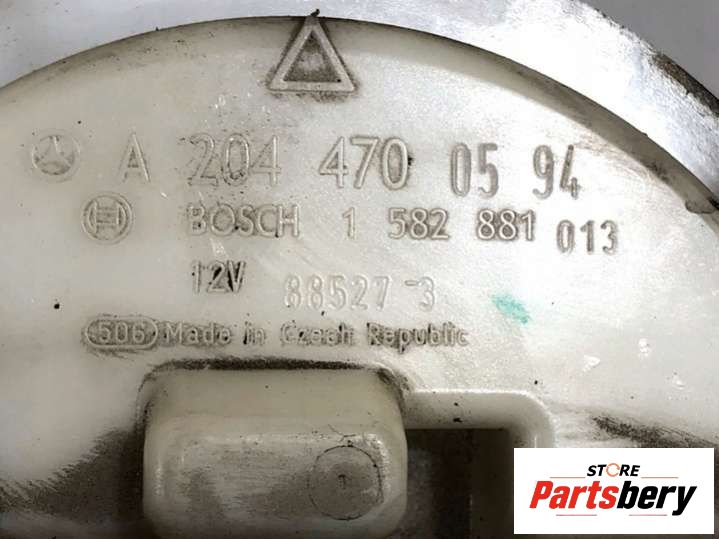 A 204 470 05 94
BOSCH 1 582 881 013
12V 88527-3
506 Made in Czech Republic
STORE
Partsbery